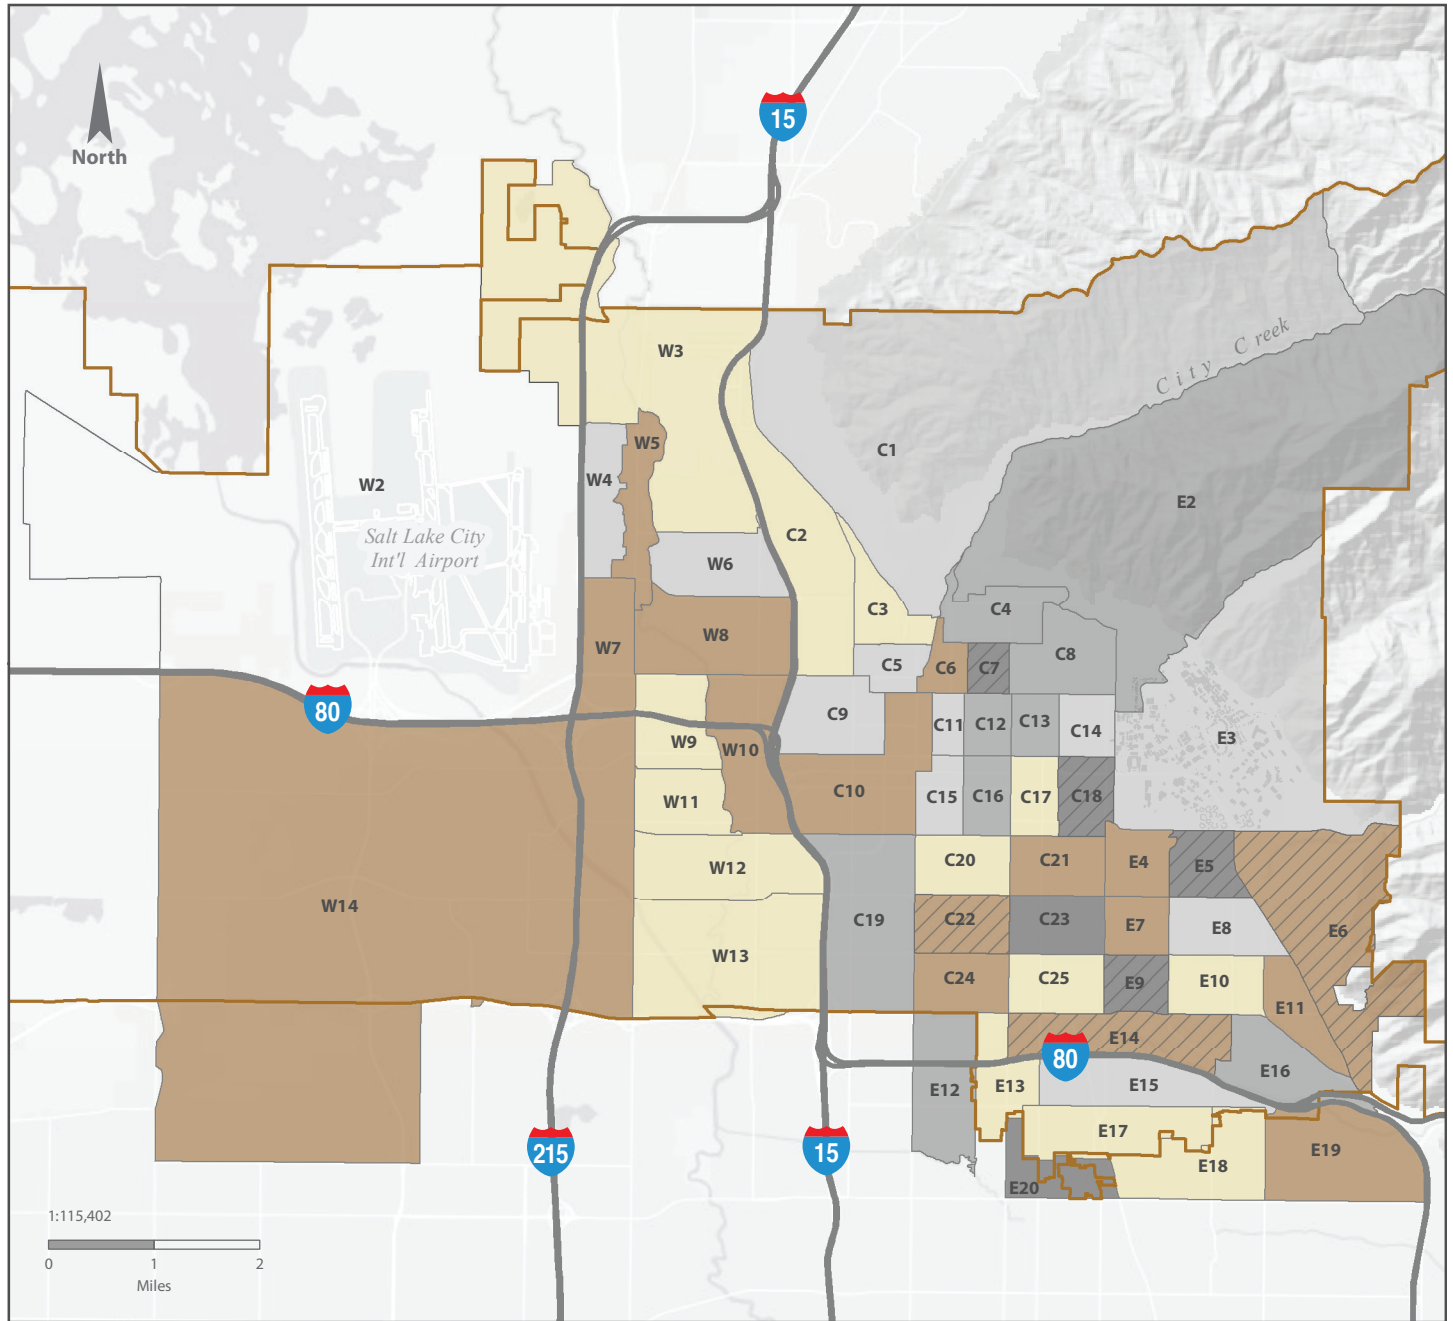 15
North
W3
City Creek
C1
W5
W4
W2
E2
C2
Salt Lake City
Int'l Airport
W6
C3
C4
W8
W7
C5
C6
C7
C8
80
C9
C11
C12
C13
C14
E3
W9
W10
W11
C10
C15
C16
C17
C18
W12
C20
C21
E4
E5
W14
C19
C22
C23
E7
E8
E6
W13
C24
C25
E9
E10
E11
E14
80
E12
E13
E15
E16
215
15
E17
E18
E19
E20
1:115,402
0 1 2
Miles